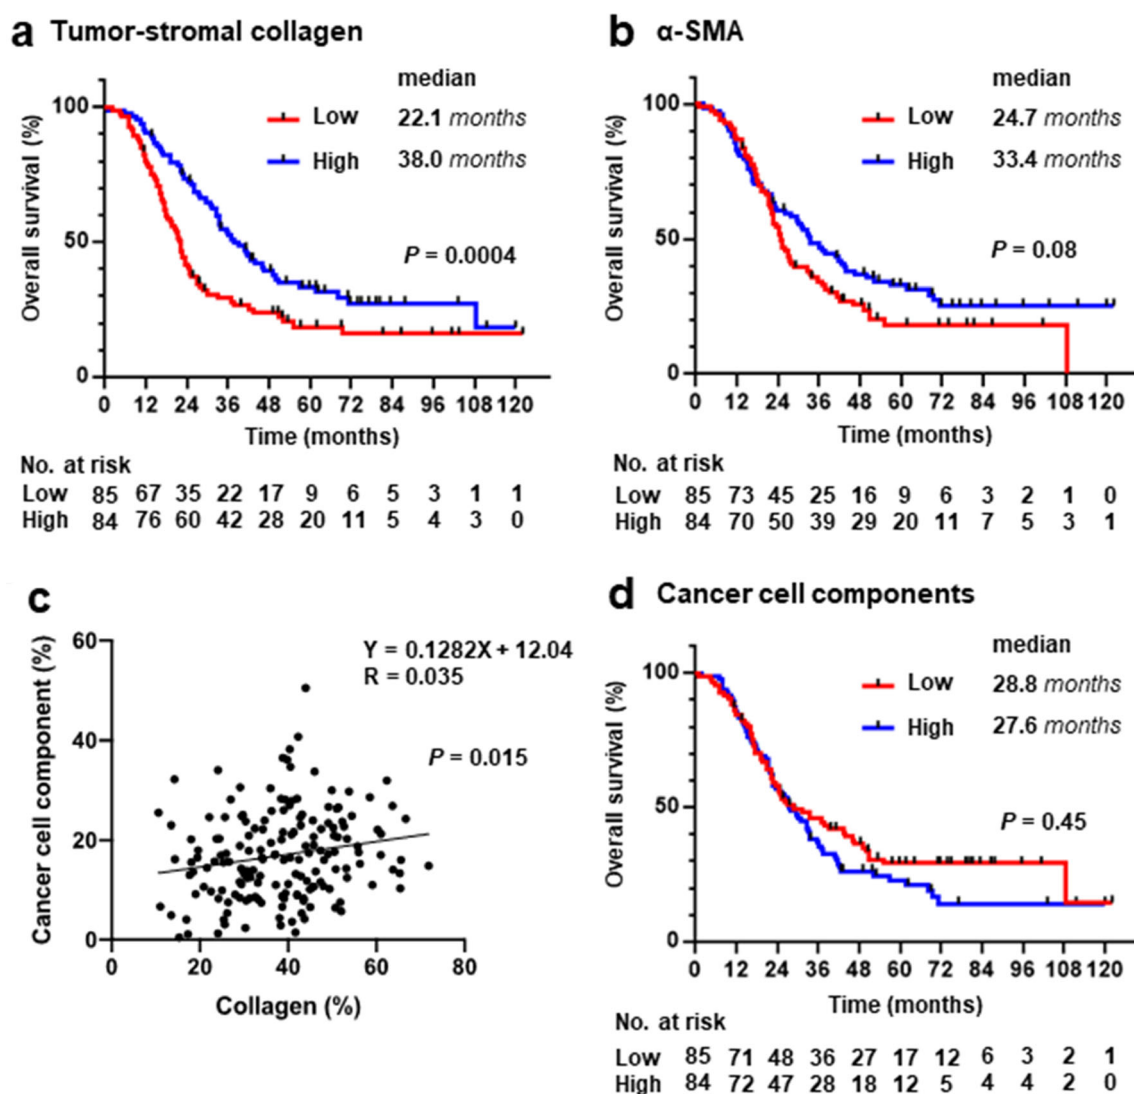 a Tumor-stromal collagen
median
Low 22.1 months
High 38.0 months
P = 0.0004
Overall survival (%)
100
50
0
0 12 24 36 48 60 72 84 96 108 120
Time (months)
No. at risk
Low 85 67 35 22 17 9 6 5 3 1 1
High 84 76 60 42 28 20 11 5 4 3 0
b α-SMA
median
Low 24.7 months
High 33.4 months
P = 0.08
Overall survival (%)
100
50
0
0 12 24 36 48 60 72 84 96 108 120
Time (months)
No. at risk
Low 85 73 45 25 16 9 6 3 2 1 0
High 84 70 50 39 29 20 11 7 5 3 1
c
Y = 0.1282X + 12.04
R = 0.035
P = 0.015
Cancer cell component (%)
60
40
20
0
0 20 40 60 80
Collagen (%)
d Cancer cell components
median
Low 28.8 months
High 27.6 months
P = 0.45
Overall survival (%)
100
50
0
0 12 24 36 48 60 72 84 96 108 120
Time (months)
No. at risk
Low 85 71 48 36 27 17 12 6 3 2 1
High 84 72 47 28 18 12 5 4 4 2 0